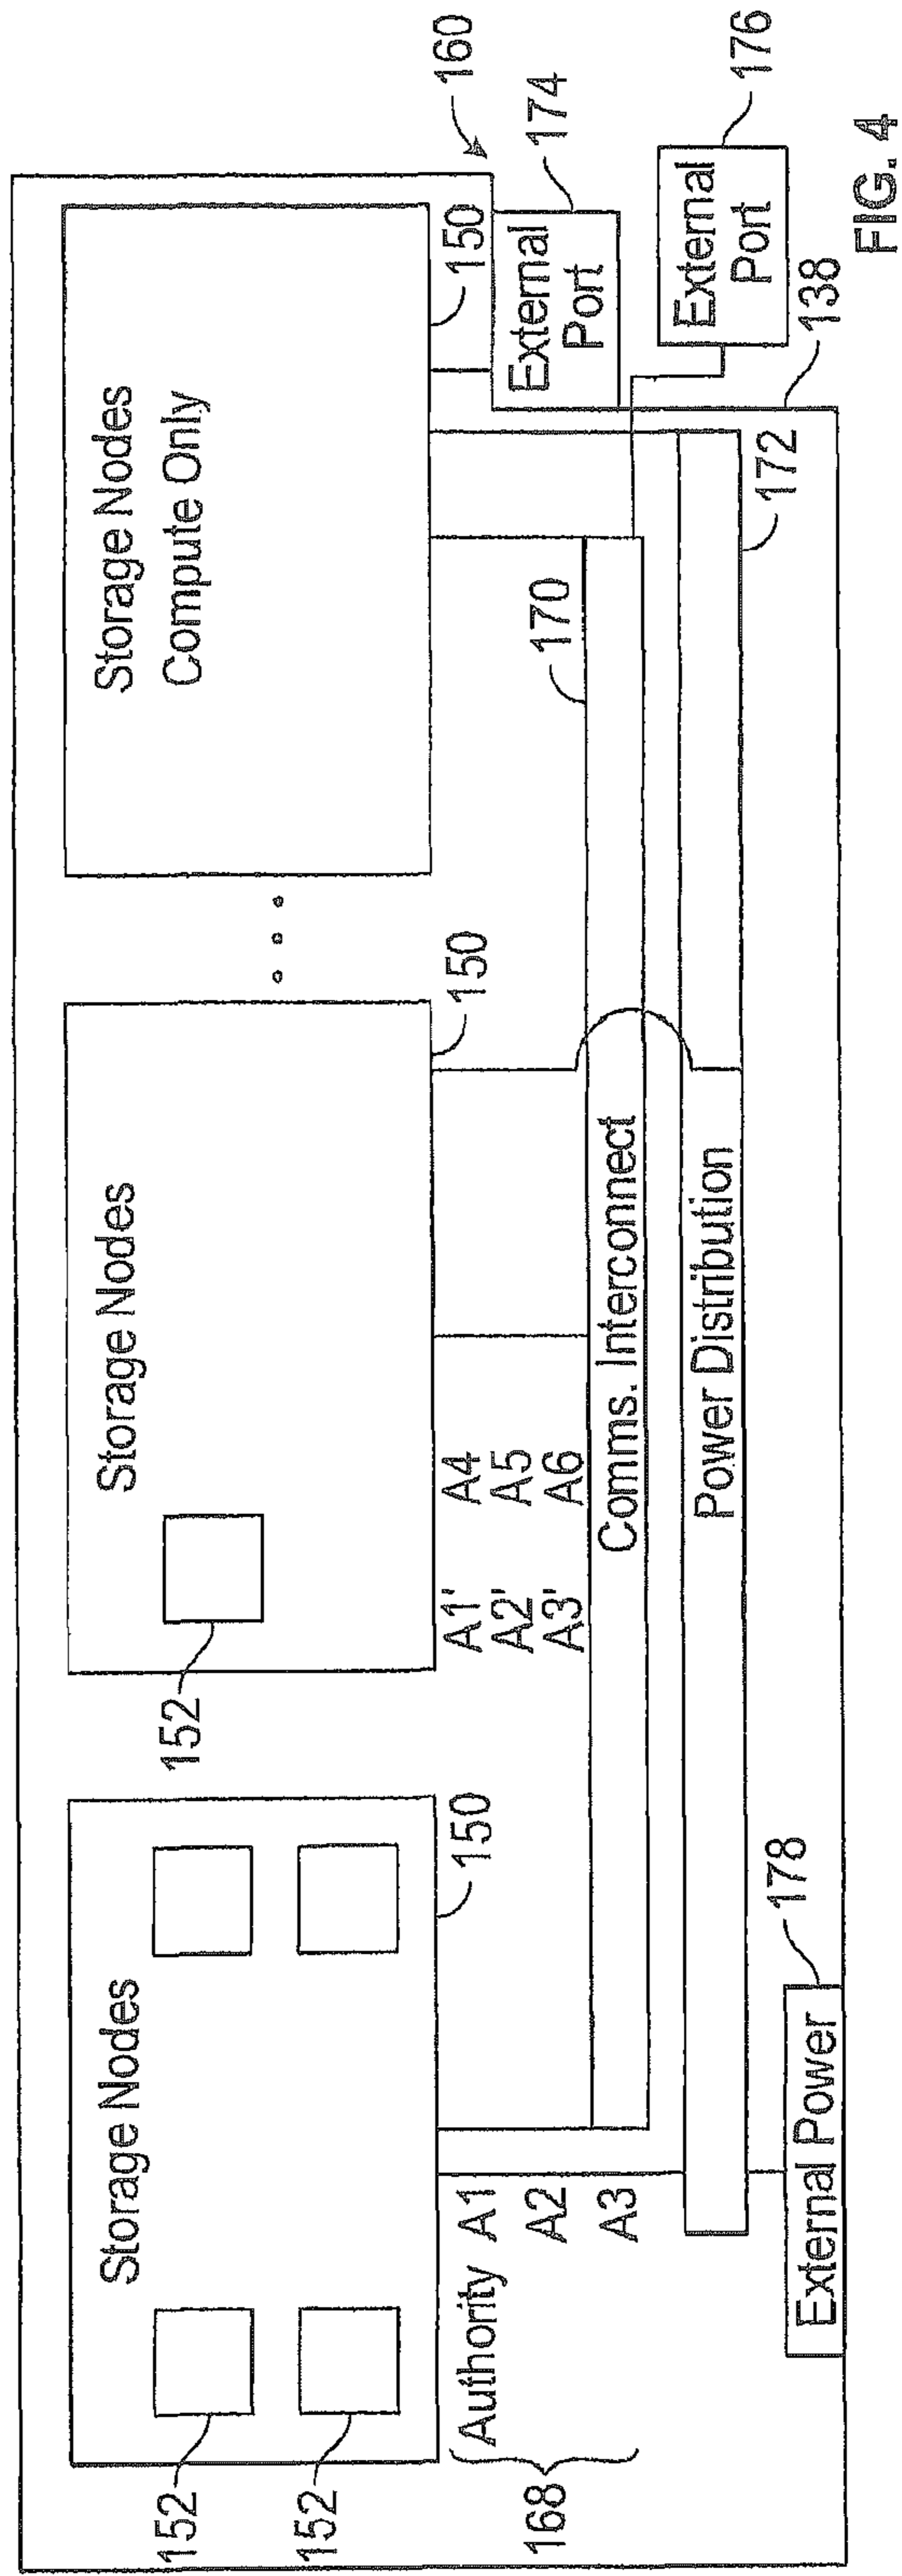 160
Storage Nodes
152
152
150
Storage Nodes
152
150
Storage Nodes
Compute Only
150
168
Authority A1
A2
A3
A1' A4
A2' A5
A3' A6
170
Comms. Interconnect
Power Distribution
172
External Power
178
External
Port
174
External
Port
176
138
FIG. 4